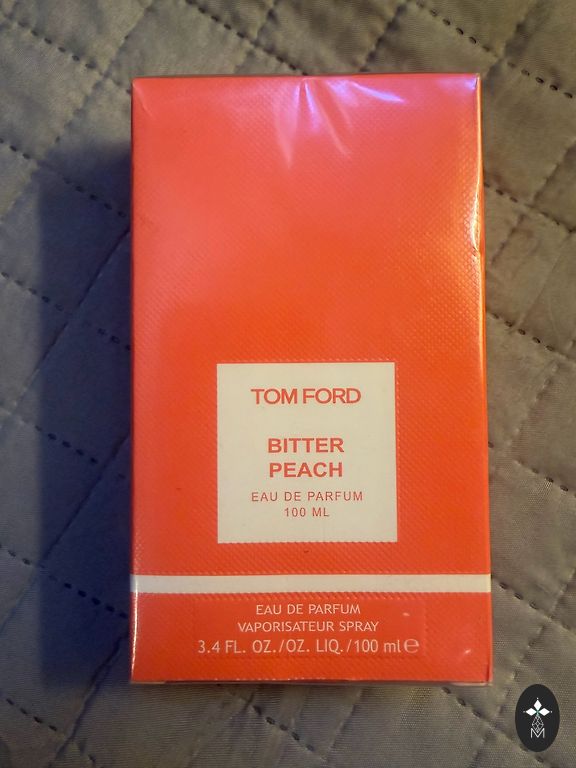 TOM FORD
BITTER
PEACH
EAU DE PARFUM
100 ML
EAU DE PARFUM
VAPORISATEUR SPRAY
3.4 FL. OZ./OZ. LIQ./100 ml e
M